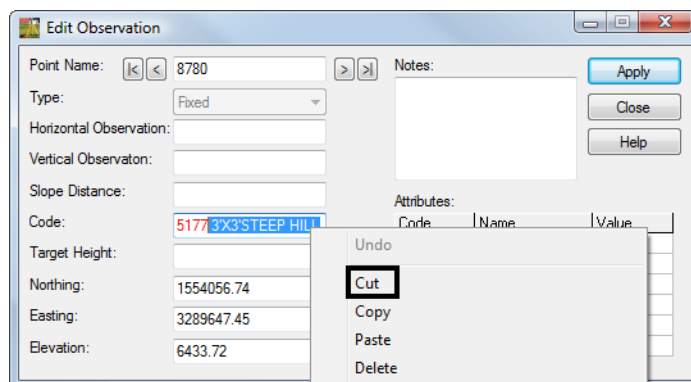 Edit Observation
Point Name: |< < 8780 > >| Notes: Apply
Type: Fixed Close
Horizontal Observation: Help
Vertical Observaton:
Slope Distance: Attributes:
Code: 5177 3'X3'STEEP HILL Code Name Value
Target Height: Undo
Northing: 1554056.74 Cut
Easting: 3289647.45 Copy
Paste
Elevation: 6433.72 Delete